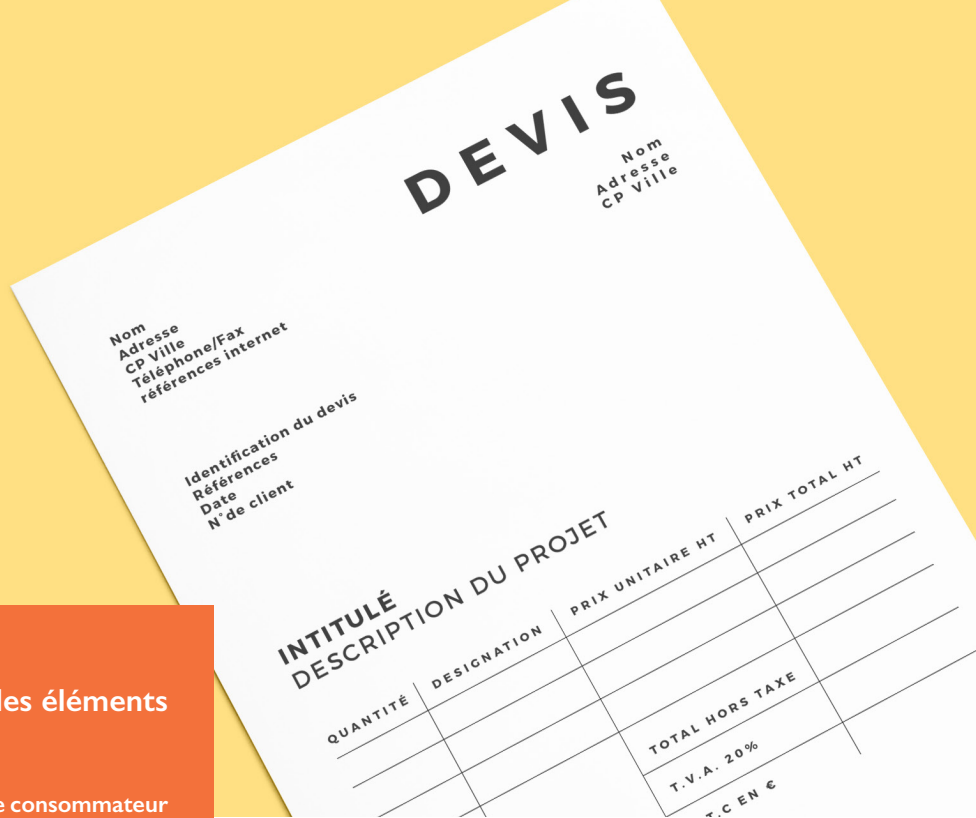 DEVIS
Nom
Adresse
CP Ville
Nom
Adresse
CP Ville
Téléphone/Fax
références internet
Identification du devis
Références
Date
N°de client
INTITULÉ
DESCRIPTION DU PROJET
QUANTITÉ
DESIGNATION
PRIX UNITAIRE HT
PRIX TOTAL HT
TOTAL HORS TAXE
T.V.A. 20%
T.C EN €
des éléments
e consommateur